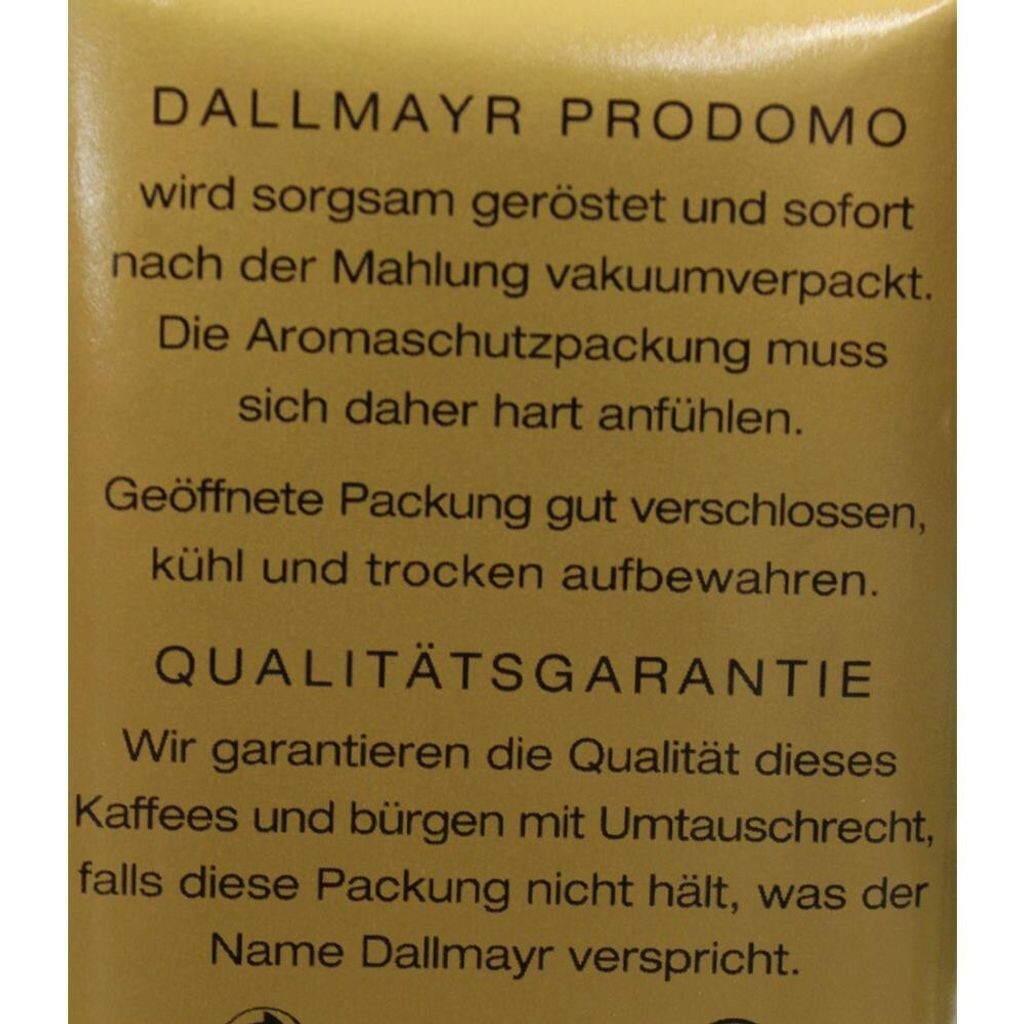 DALLMAYR PRODOMO
wird sorgsam geröstet und sofort
nach der Mahlung vakuumverpackt.
Die Aromaschutzpackung muss
sich daher hart anfühlen.
Geöffnete Packung gut verschlossen,
kühl und trocken aufbewahren.
QUALITÄTSGARANTIE
Wir garantieren die Qualität dieses
Kaffees und bürgen mit Umtauschrecht,
falls diese Packung nicht hält, was der
Name Dallmayr verspricht.